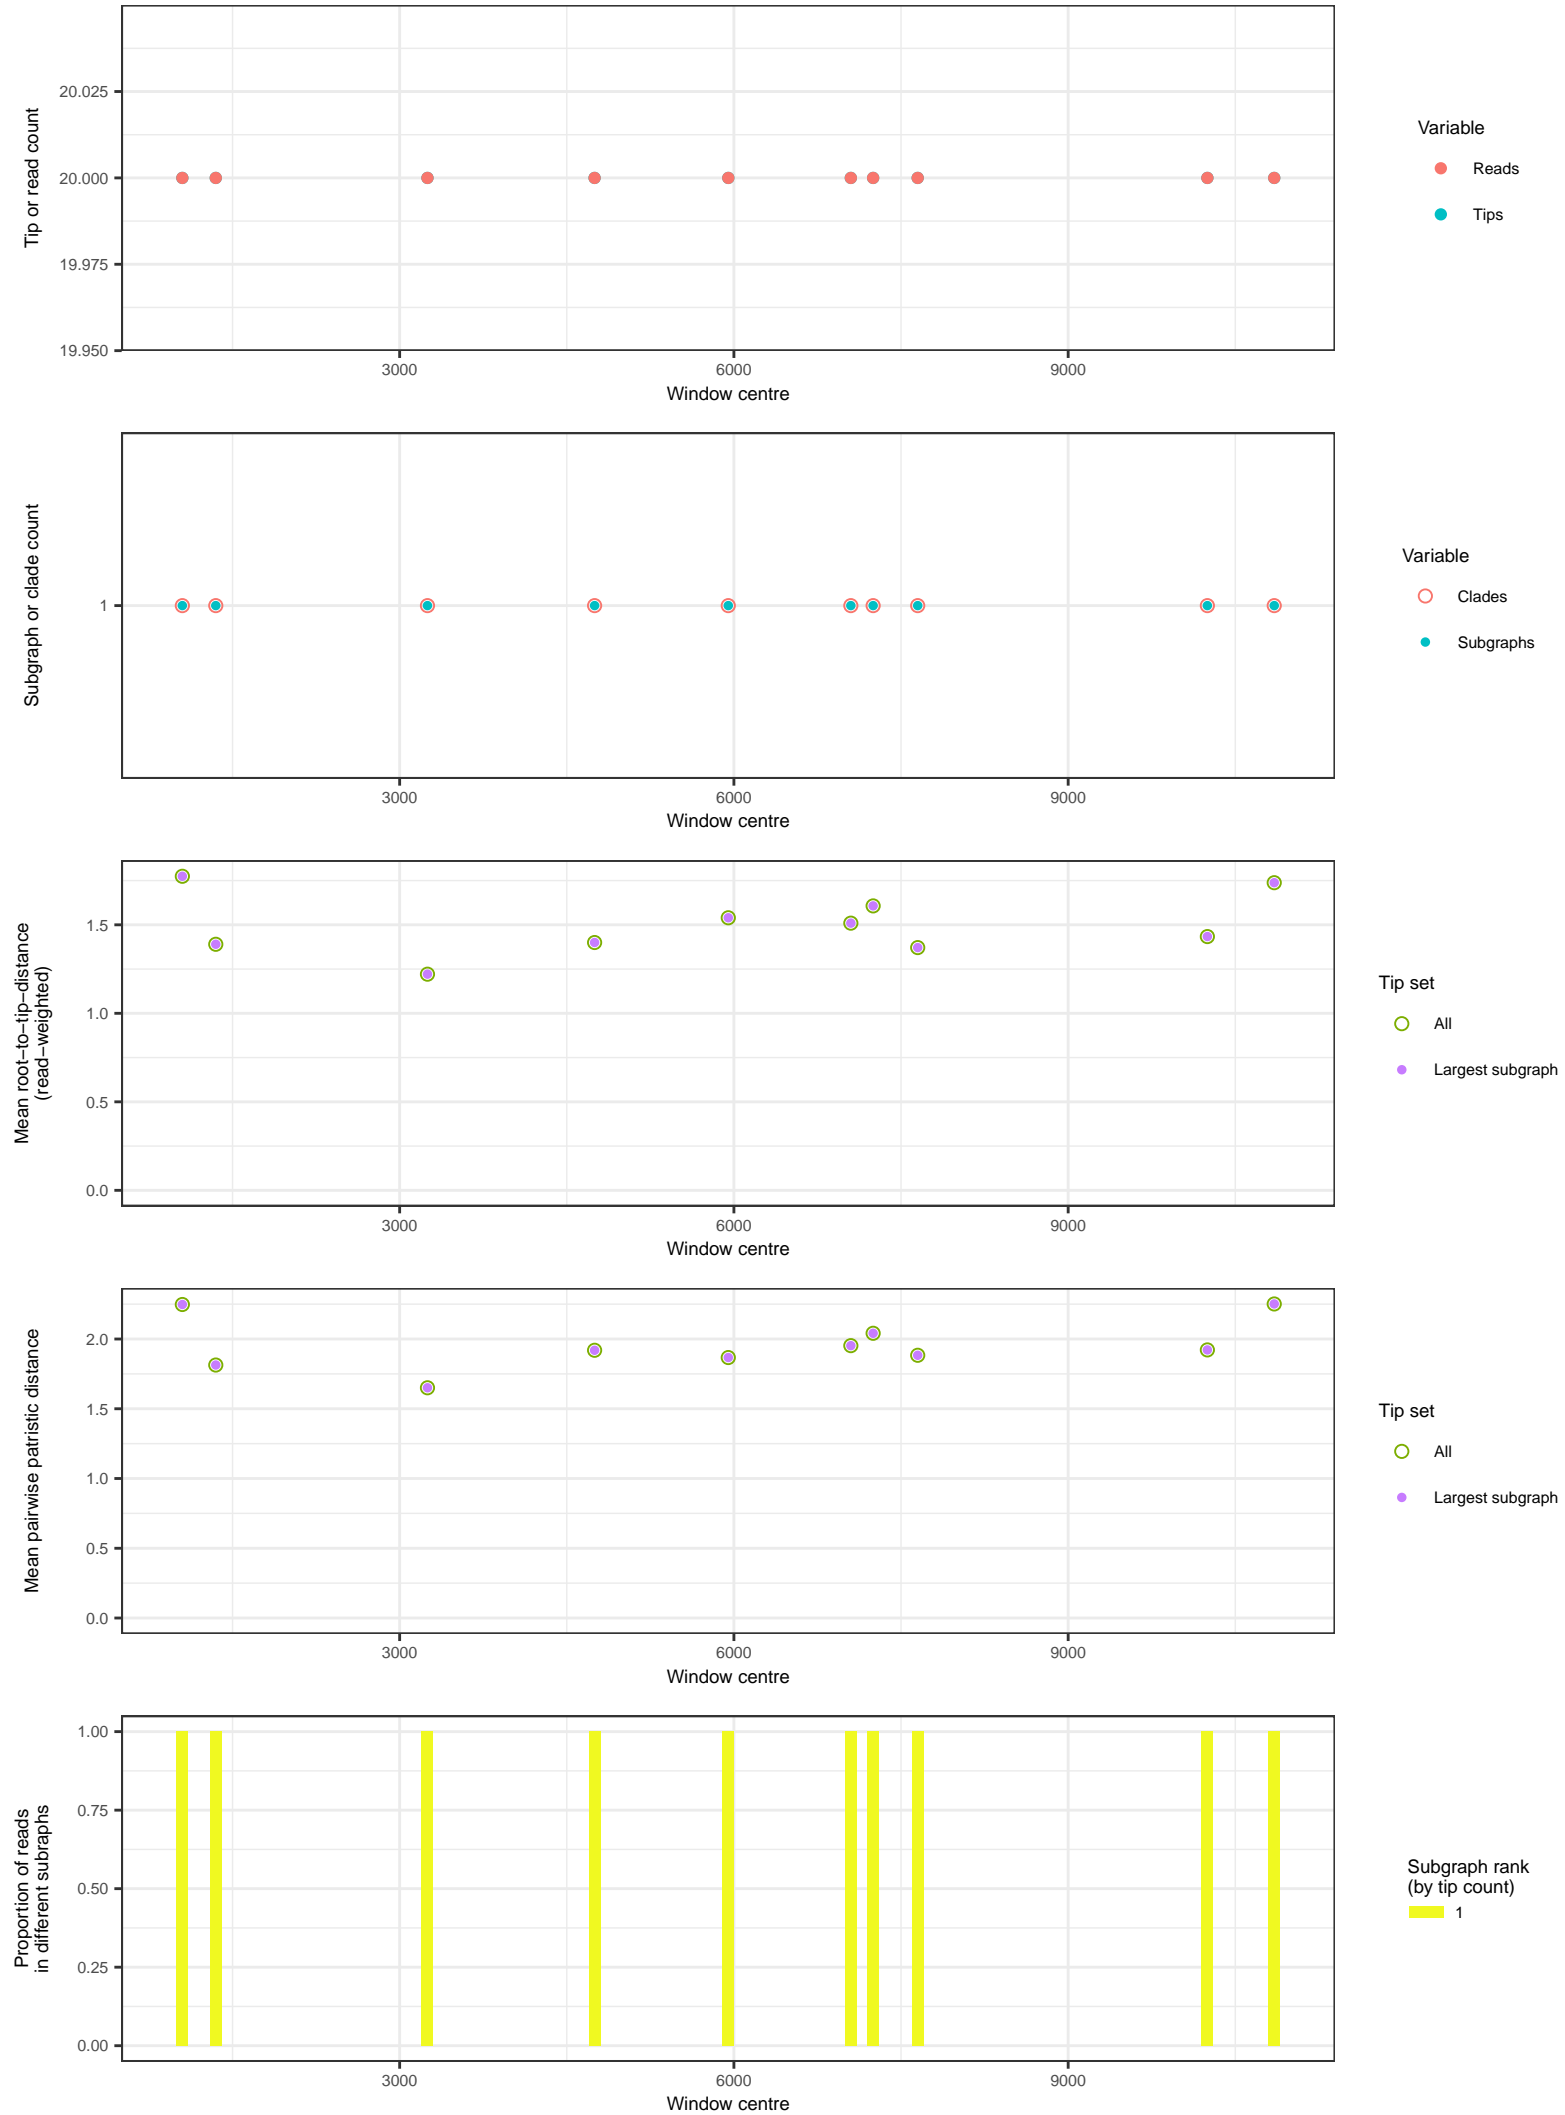 Tip or read count
20.025
20.000
19.975
19.950
3000
6000
9000
Window centre
Variable
Reads
Tips
Subgraph or clade count
1
3000
6000
9000
Window centre
Variable
Clades
Subgraphs
Mean root−to−tip−distance
(read−weighted)
1.5
1.0
0.5
0.0
3000
6000
9000
Window centre
Tip set
All
Largest subgraph
Mean pairwise patristic distance
2.0
1.5
1.0
0.5
0.0
3000
6000
9000
Window centre
Tip set
All
Largest subgraph
Proportion of reads
in different subraphs
1.00
0.75
0.50
0.25
0.00
3000
6000
9000
Window centre
Subgraph rank
(by tip count)
1